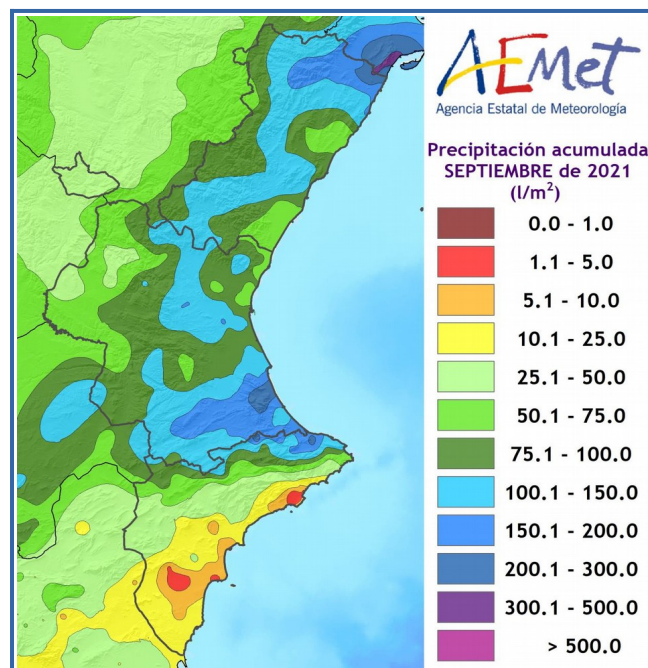 AEMet
Agencia Estatal de Meteorología
Precipitación acumulada
SEPTIEMBRE de 2021
(l/m²)
0.0 - 1.0
1.1 - 5.0
5.1 - 10.0
10.1 - 25.0
25.1 - 50.0
50.1 - 75.0
75.1 - 100.0
100.1 - 150.0
150.1 - 200.0
200.1 - 300.0
300.1 - 500.0
> 500.0